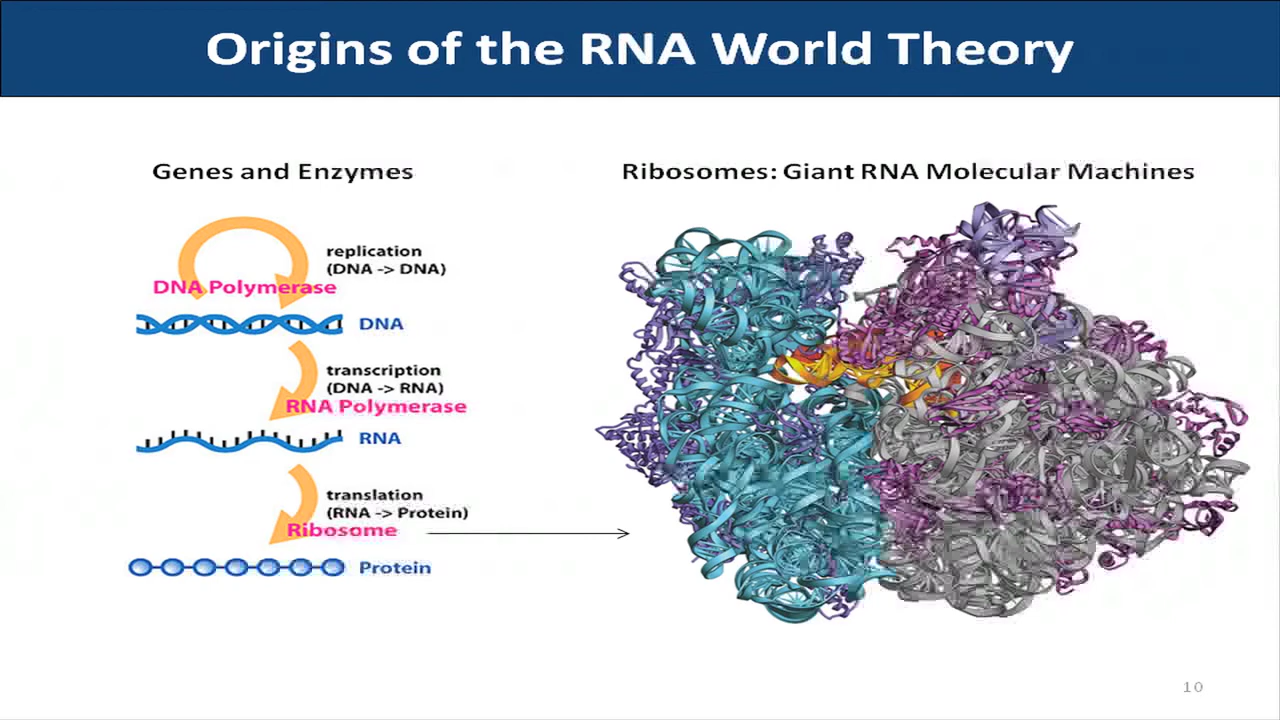 Origins of the RNA World Theory
Genes and Enzymes
replication
(DNA -> DNA)
DNA Polymerase
DNA
transcription
(DNA -> RNA)
RNA Polymerase
RNA
translation
(RNA -> Protein)
Ribosome
Protein
Ribosomes: Giant RNA Molecular Machines
10